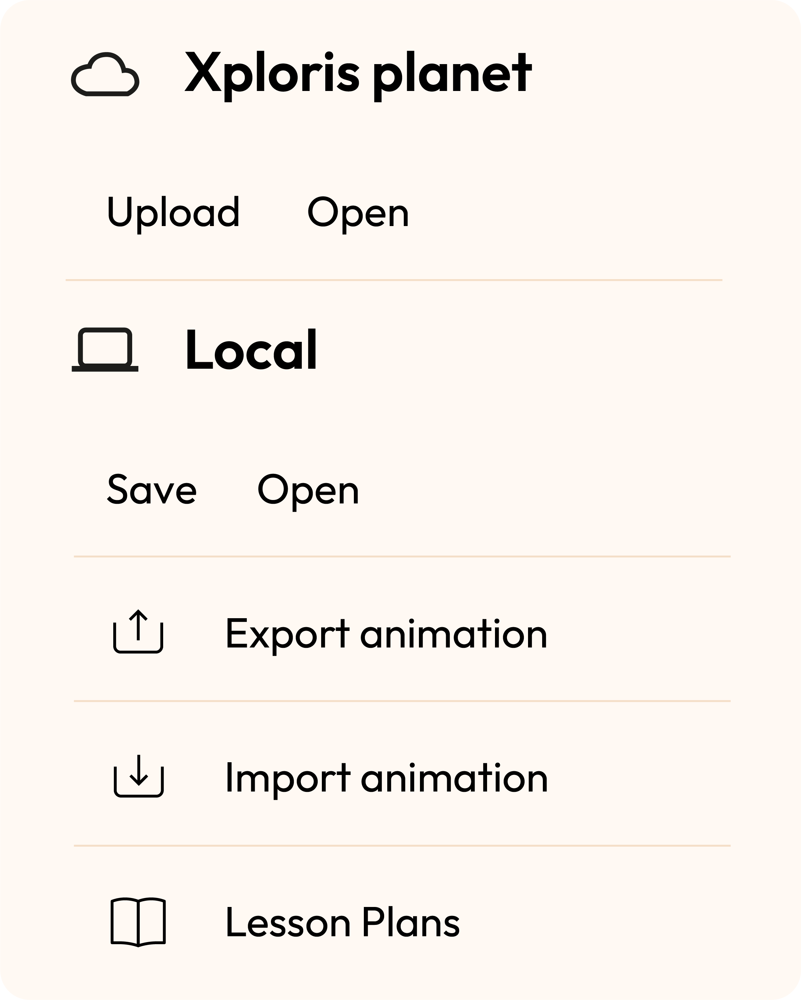 Xploris planet
Upload Open
Local
Save Open
Export animation
Import animation
Lesson Plans